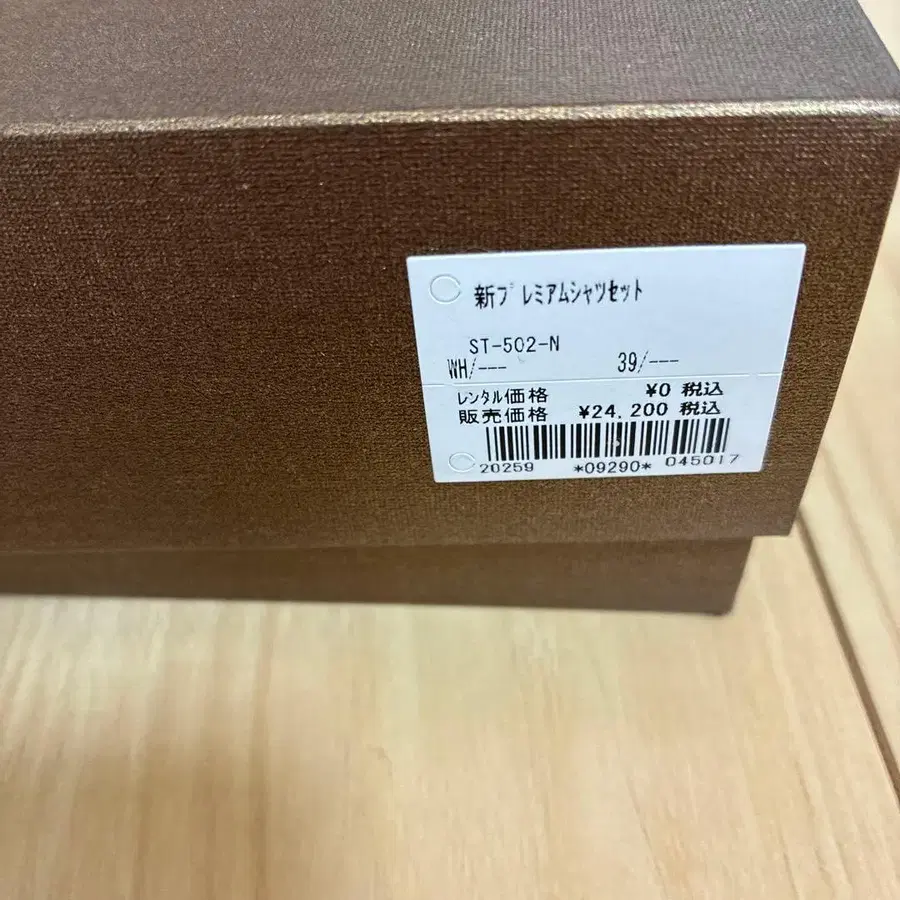 新ﾌﾟﾚﾐｱﾑｼｬﾂｾｯﾄ
ST-502-N
WH/--- 39/---
ﾚﾝﾀﾙ価格 ¥0 税込
販売価格 ¥24,200 税込
20259 *09290* 045017